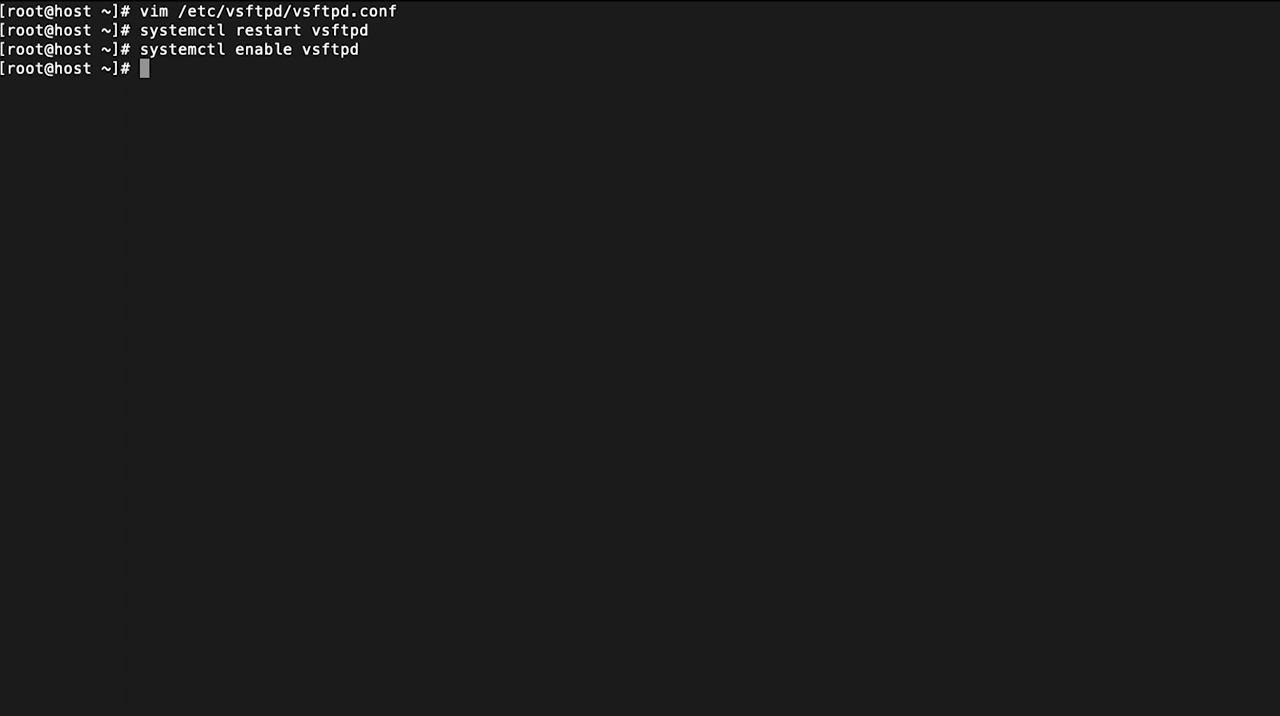 [root@host ~]# vim /etc/vsftpd/vsftpd.conf
[root@host ~]# systemctl restart vsftpd
[root@host ~]# systemctl enable vsftpd
[root@host ~]#